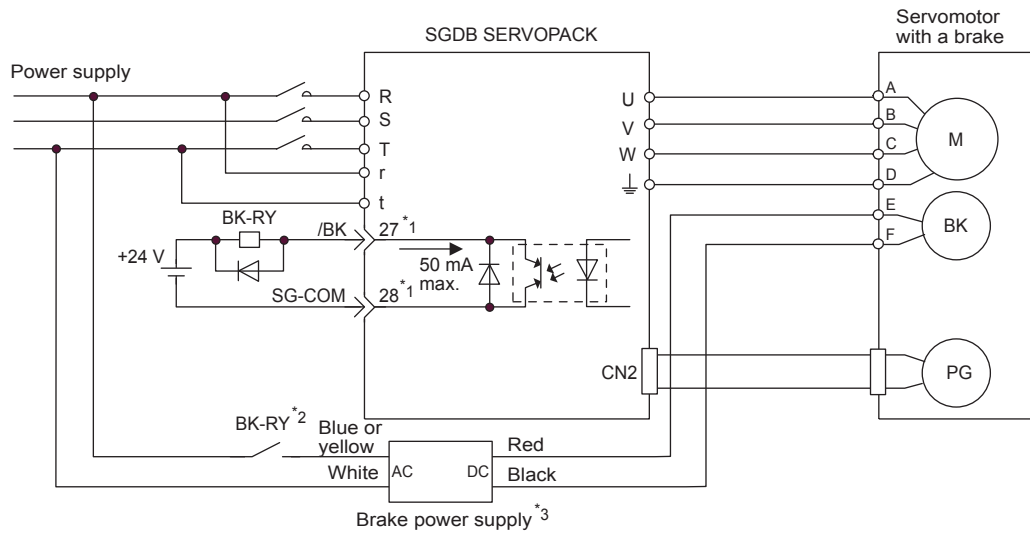 Servomotor
with a brake
SGDB SERVOPACK
Power supply
R
S
T
r
t
U
V
W
A
B
C
D
E
F
M
BK
PG
BK-RY
/BK
27*1
+24 V
50 mA
max.
SG-COM
28*1
CN2
BK-RY*2
Blue or
yellow
White
AC
DC
Red
Black
Brake power supply*3